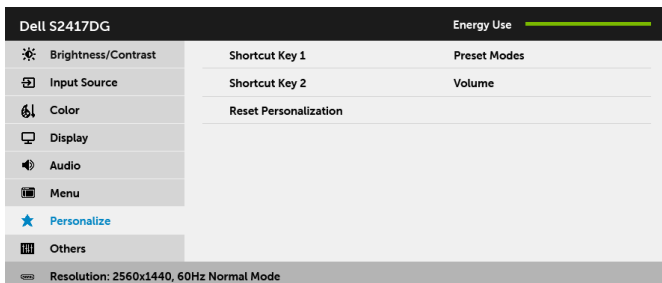 Dell S2417DG Energy Use
Brightness/Contrast Shortcut Key 1 Preset Modes
Input Source Shortcut Key 2 Volume
Color Reset Personalization
Display
Audio
Menu
Personalize
Others
Resolution: 2560x1440, 60Hz Normal Mode